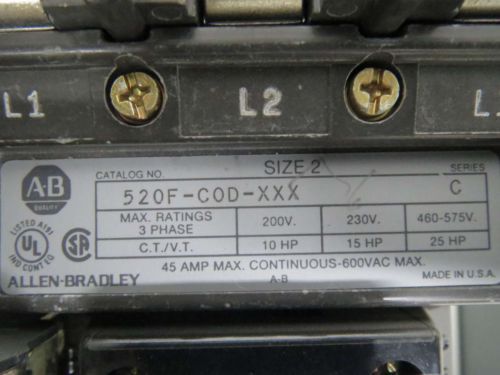 L1 L2
SIZE 2
CATALOG NO. SERIES
520F-COD-XXX C
A-B
QUALITY
MAX. RATINGS 3 PHASE 200V. 230V. 460-575V.
C.T./V.T. 10 HP 15 HP 25 HP
LISTED A191
UL
IND CONT EQ
SA
45 AMP MAX. CONTINUOUS-600VAC MAX.
ALLEN-BRADLEY A-B MADE IN U.S.A.